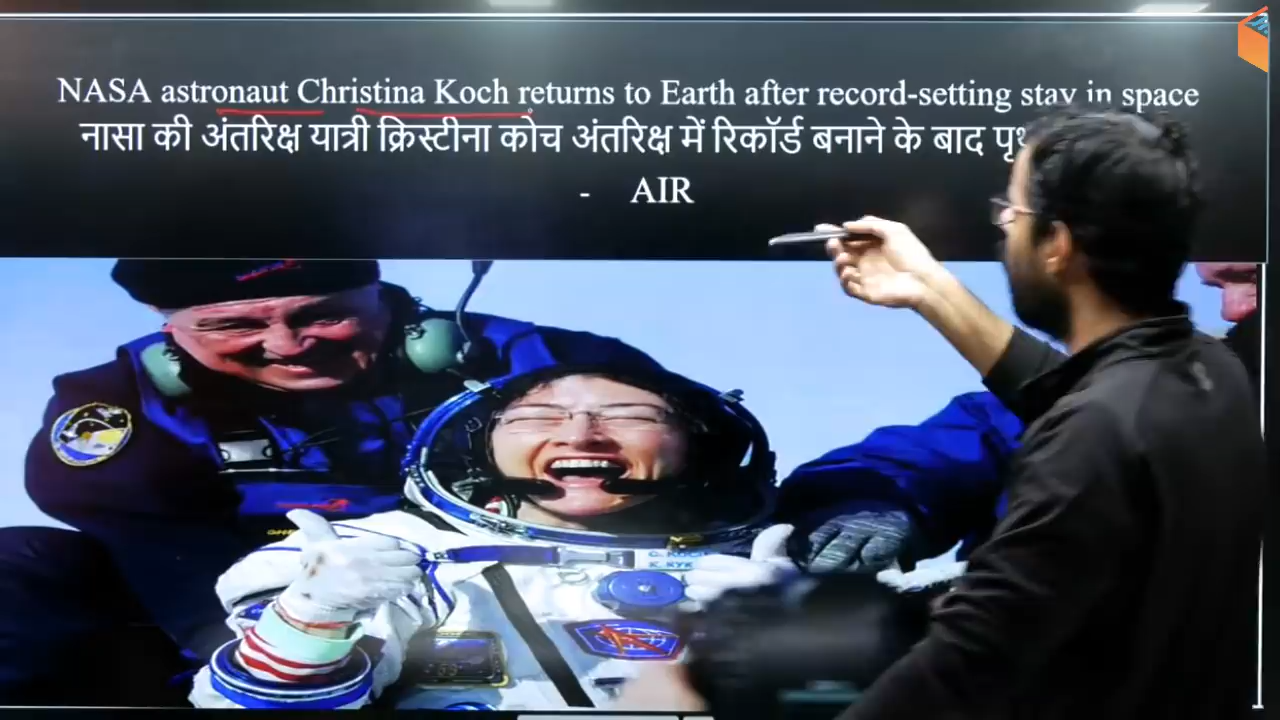 NASA astronaut Christina Koch returns to Earth after record-setting stay in space
नासा की अंतरिक्ष यात्री क्रिस्टीना कोच अंतरिक्ष में रिकॉर्ड बनाने के बाद
- AIR